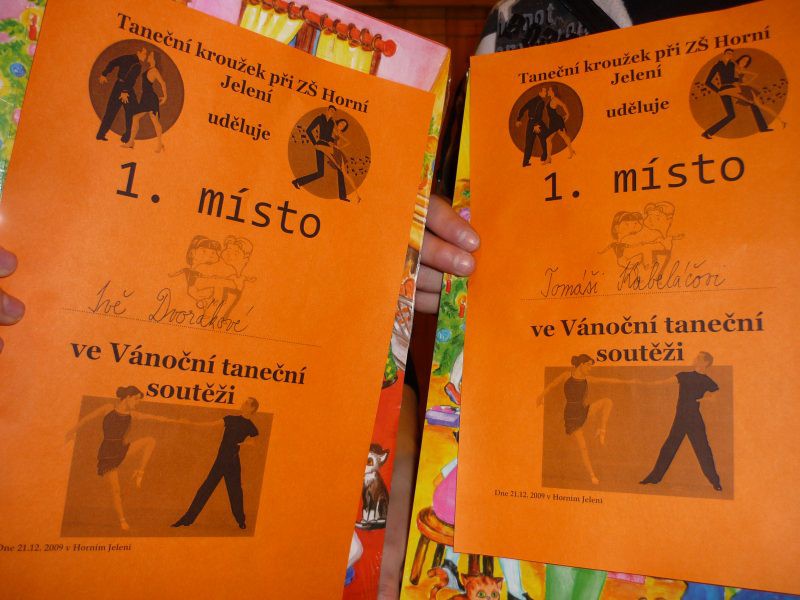 Taneční kroužek při ZŠ Horní
Jelení
uděluje
1. místo
Ivě Dvořákové
ve Vánoční taneční
soutěži
Dne 21.12. 2009 v Horním Jelení
Taneční kroužek při ZŠ Horní
Jelení
uděluje
1. místo
Tomáši Kabeláčovi
ve Vánoční taneční
soutěži
Dne 21.12. 2009 v Horním Jelení